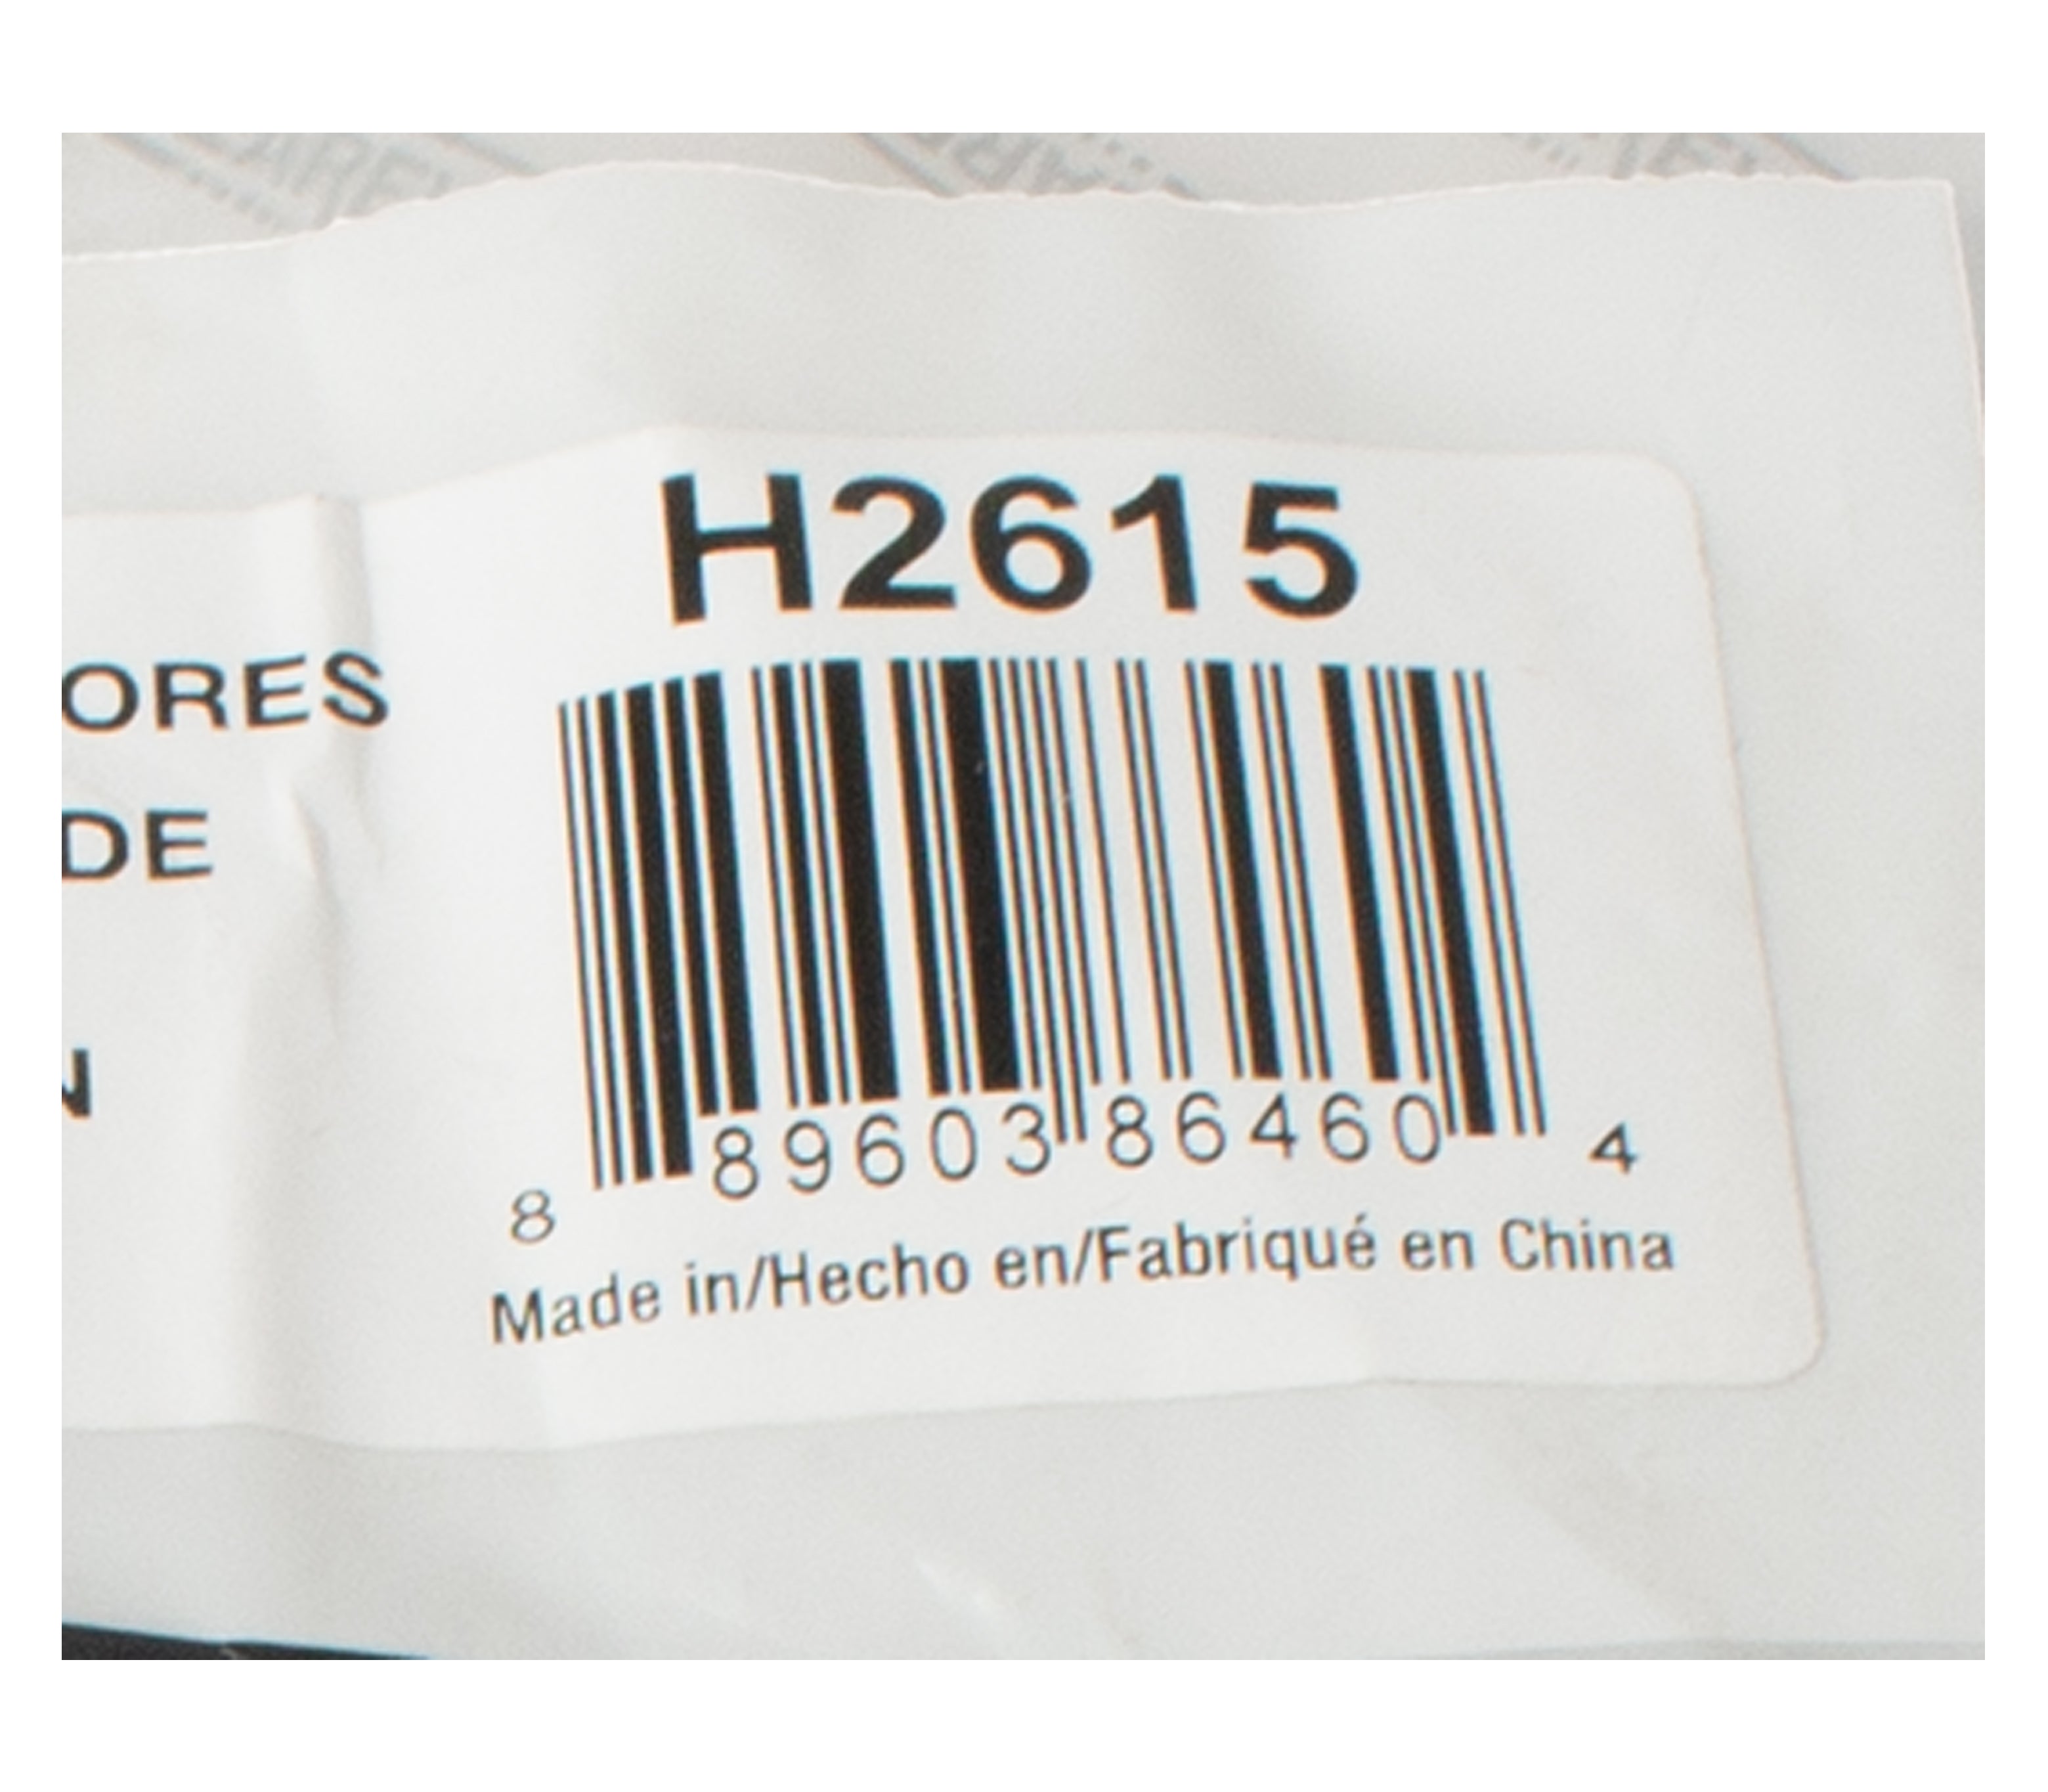 H2615
ORES
DE
N
8 89603 86460 4
Made in/Hecho en/Fabriqué en China